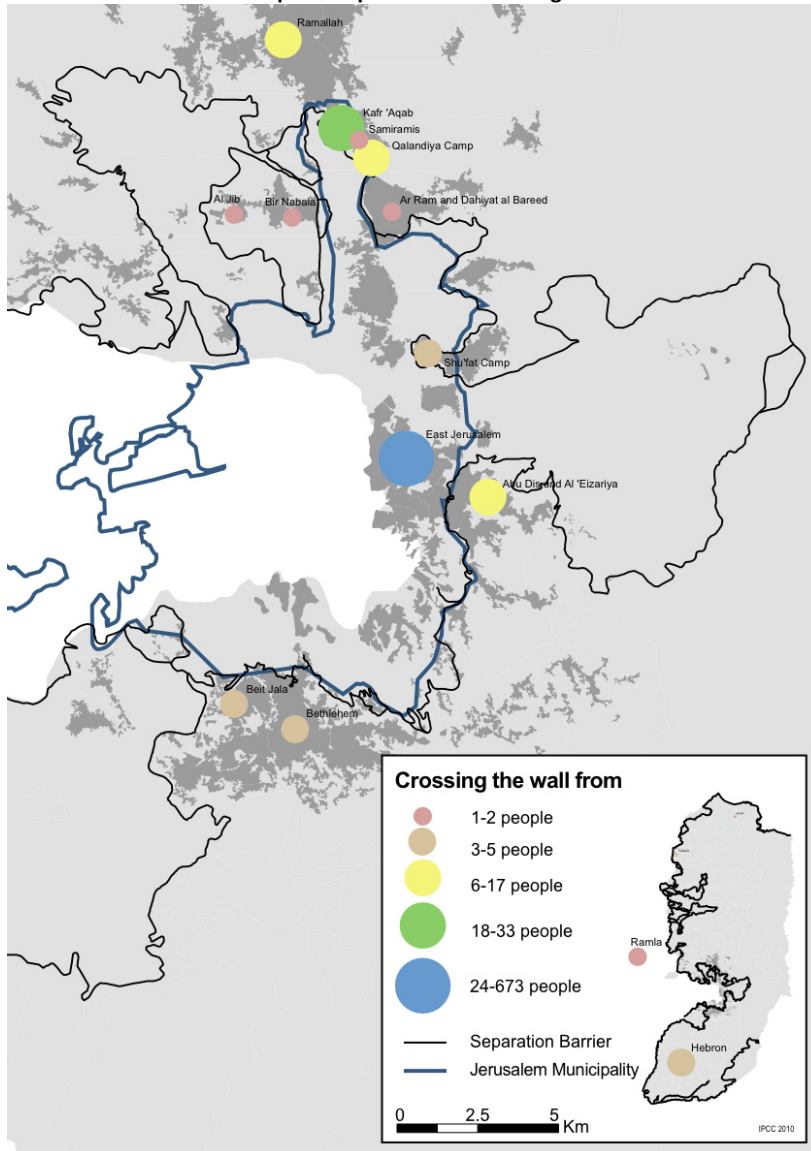 Ramallah
Kafr 'Aqab
Samiramis
Qalandiya Camp
Al Jib
Bir Nabala
Ar Ram and Dahiyat al Bareed
Shu'fat Camp
East Jerusalem
Abu Dis and Al 'Eizariya
Beit Jala
Bethlehem
Crossing the wall from
1-2 people
3-5 people
6-17 people
18-33 people
24-673 people
Separation Barrier
Jerusalem Municipality
Ramla
Hebron
0 2.5 5
Km
IPCC 2010